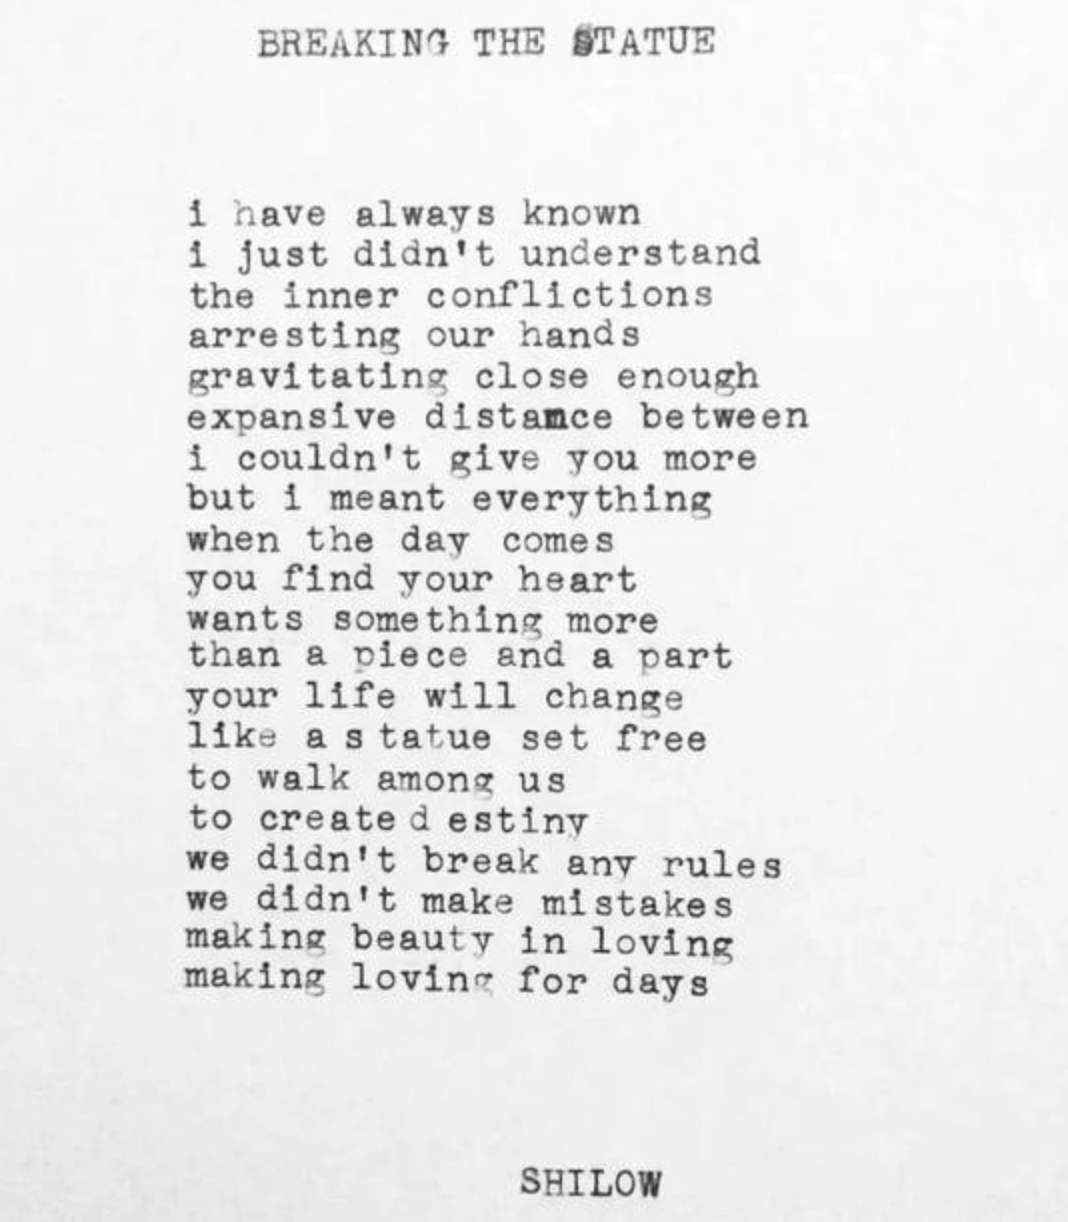 BREAKING THE STATUE
i have always known
i just didn't understand
the inner conflictions
arresting our hands
gravitating close enough
expansive distance between
i couldn't give you more
but i meant everything
when the day comes
you find your heart
wants something more
than a piece and a part
your life will change
like a s tatue set free
to walk among us
to create d estiny
we didn't break any rules
we didn't make mistakes
making beauty in loving
making loving for days
SHILOW